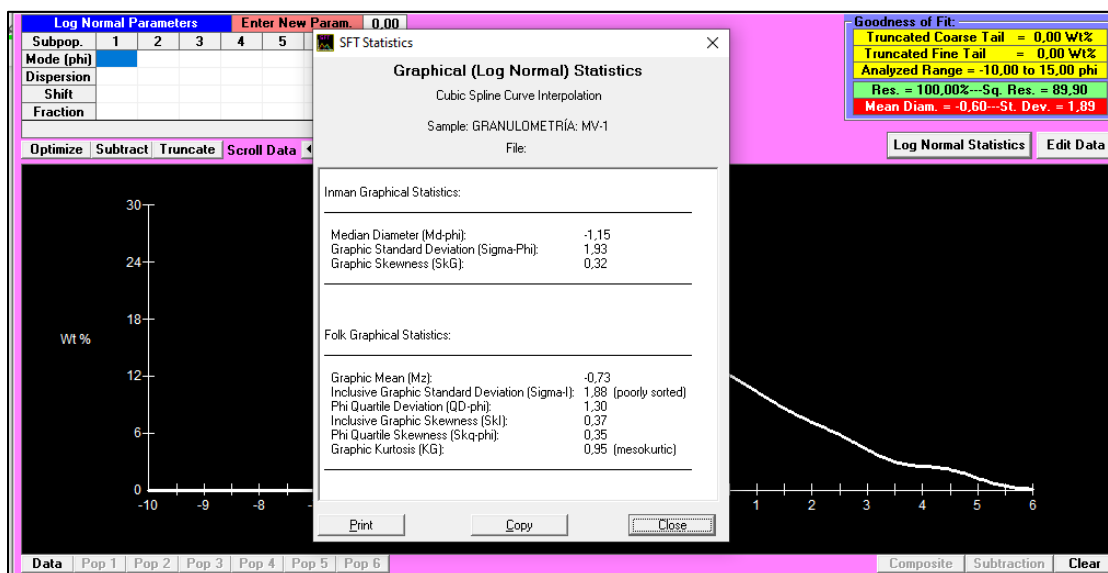 Log Normal Parameters Enter New Param. 0,00
Subpop. 1 2 3 4 5
Mode (phi)
Dispersion
Shift
Fraction
Optimize Subtract Truncate Scroll Data
Goodness of Fit:
Truncated Coarse Tail = 0,00 Wt%
Truncated Fine Tail = 0,00 Wt%
Analyzed Range = -10,00 to 15,00 phi
Res. = 100,00%---Sq. Res. = 89,90
Mean Diam. = -0,60---St. Dev. = 1,89
Log Normal Statistics Edit Data
SFT Statistics
Graphical (Log Normal) Statistics
Cubic Spline Curve Interpolation
Sample: GRANULOMETRÍA: MV-1
File:
Inman Graphical Statistics:
Median Diameter (Md-phi): -1,15
Graphic Standard Deviation (Sigma-Phi): 1,93
Graphic Skewness (SkG): 0,32
Folk Graphical Statistics:
Graphic Mean (Mz): -0,73
Inclusive Graphic Standard Deviation (Sigma-I): 1,88 (poorly sorted)
Phi Quartile Deviation (QD-phi): 1,30
Inclusive Graphic Skewness (SkI): 0,37
Phi Quartile Skewness (Skq-phi): 0,35
Graphic Kurtosis (KG): 0,95 (mesokurtic)
Print Copy Close
30
24
18
Wt %
12
6
0
-10 -9 -8 1 2 3 4 5 6
Data Pop 1 Pop 2 Pop 3 Pop 4 Pop 5 Pop 6 Composite Subtraction Clear